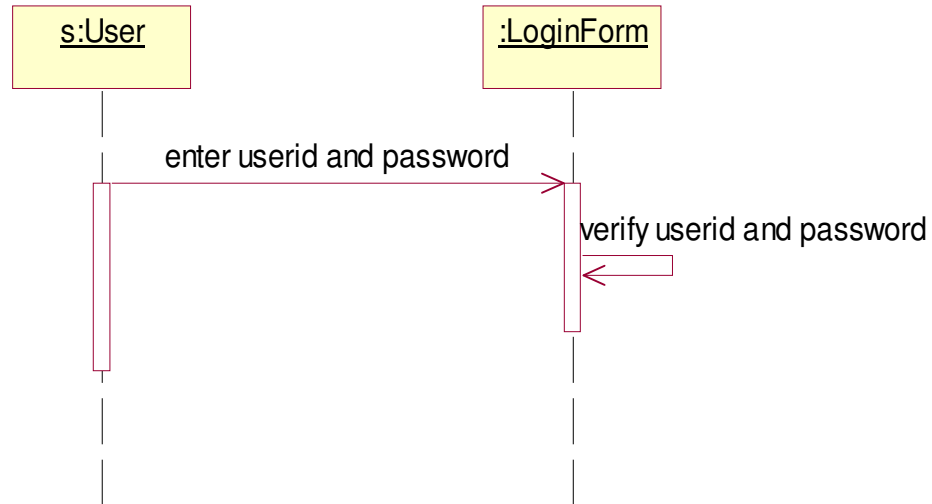 s:User
:LoginForm
enter userid and password
verify userid and password